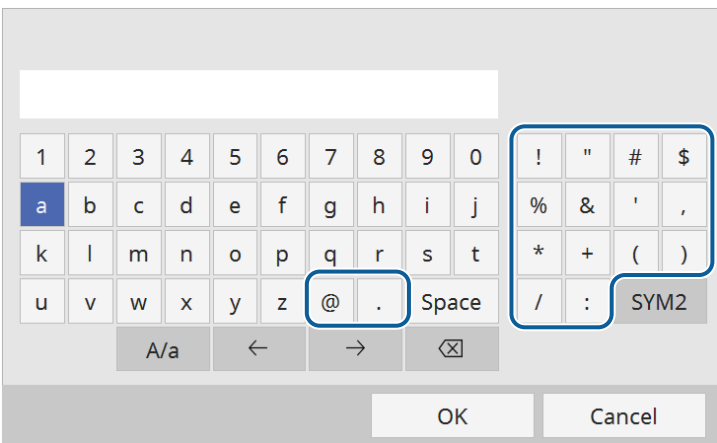 1 2 3 4 5 6 7 8 9 0 ! " # $
a b c d e f g h i j % & ' ,
k l m n o p q r s t * + ( )
u v w x y z @ . Space / : SYM2
A/a ← →
OK Cancel